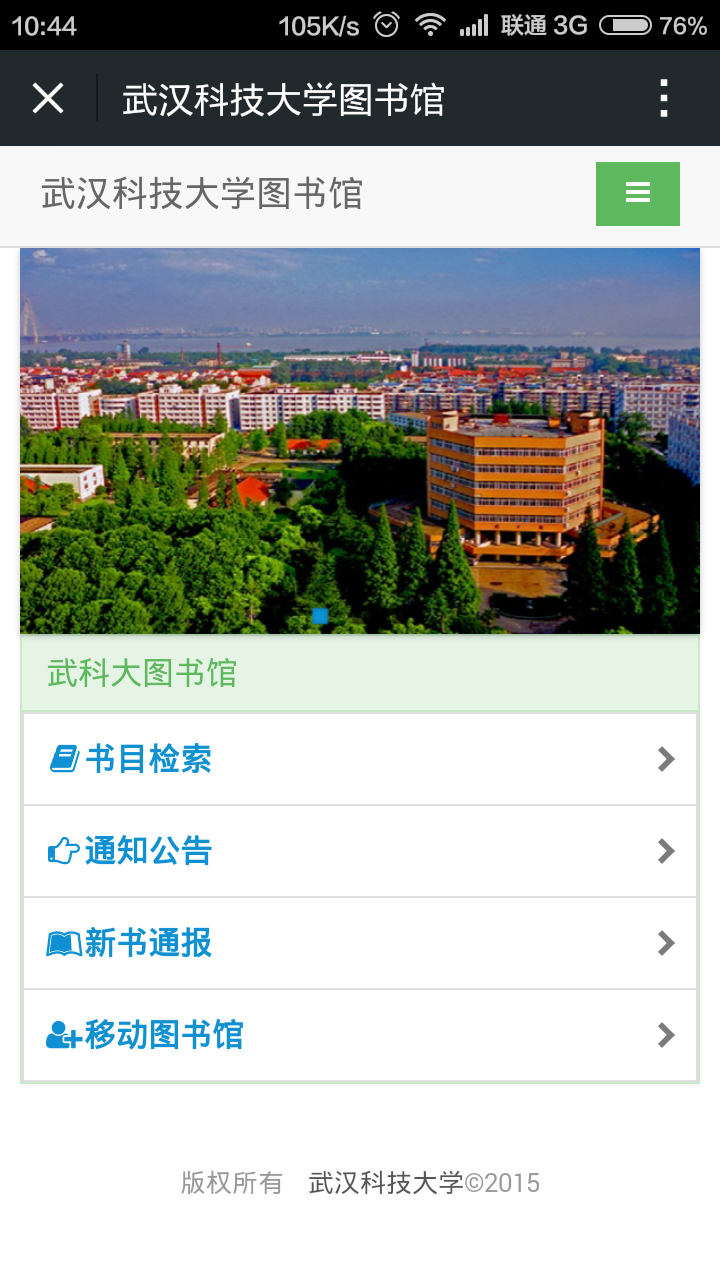 10:44 105K/s 联通 3G 76%
武汉科技大学图书馆
武汉科技大学图书馆
武科大图书馆
书目检索
通知公告
新书通报
移动图书馆
版权所有 武汉科技大学©2015